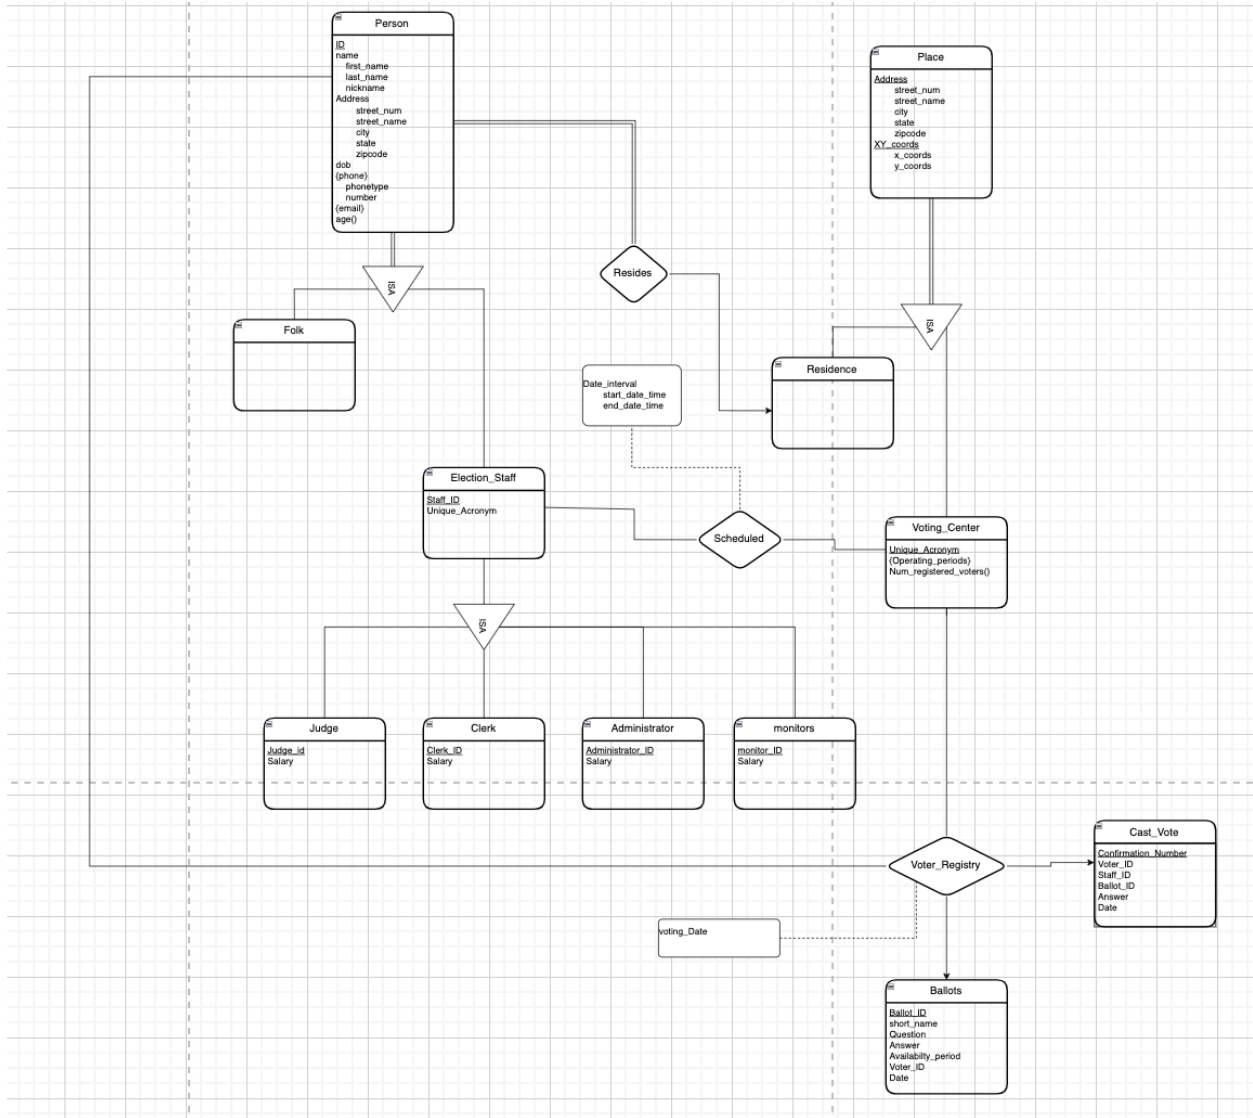 Person
ID
name
first_name
last_name
nickname
Address
street_num
street_name
city
state
zipcode
dob
{phone}
phonetype
number
{email}
age()
Place
Address
street_num
street_name
city
state
zipcode
XY_coords
x_coords
y_coords
ISA
Resides
ISA
Folk
Residence
Date_interval
start_date_time
end_date_time
Election_Staff
Staff_ID
Unique_Acronym
Scheduled
Voting_Center
Unique_Acronym
{Operating_periods}
Num_registered_voters()
ISA
Judge
Judge_id
Salary
Clerk
Clerk_ID
Salary
Administrator
Administrator_ID
Salary
monitors
monitor_ID
Salary
Voter_Registry
Cast_Vote
Confirmation_Number
Voter_ID
Staff_ID
Ballot_ID
Answer
Date
voting_Date
Ballots
Ballot_ID
short_name
Question
Answer
Availabilty_period
Voter_ID
Date